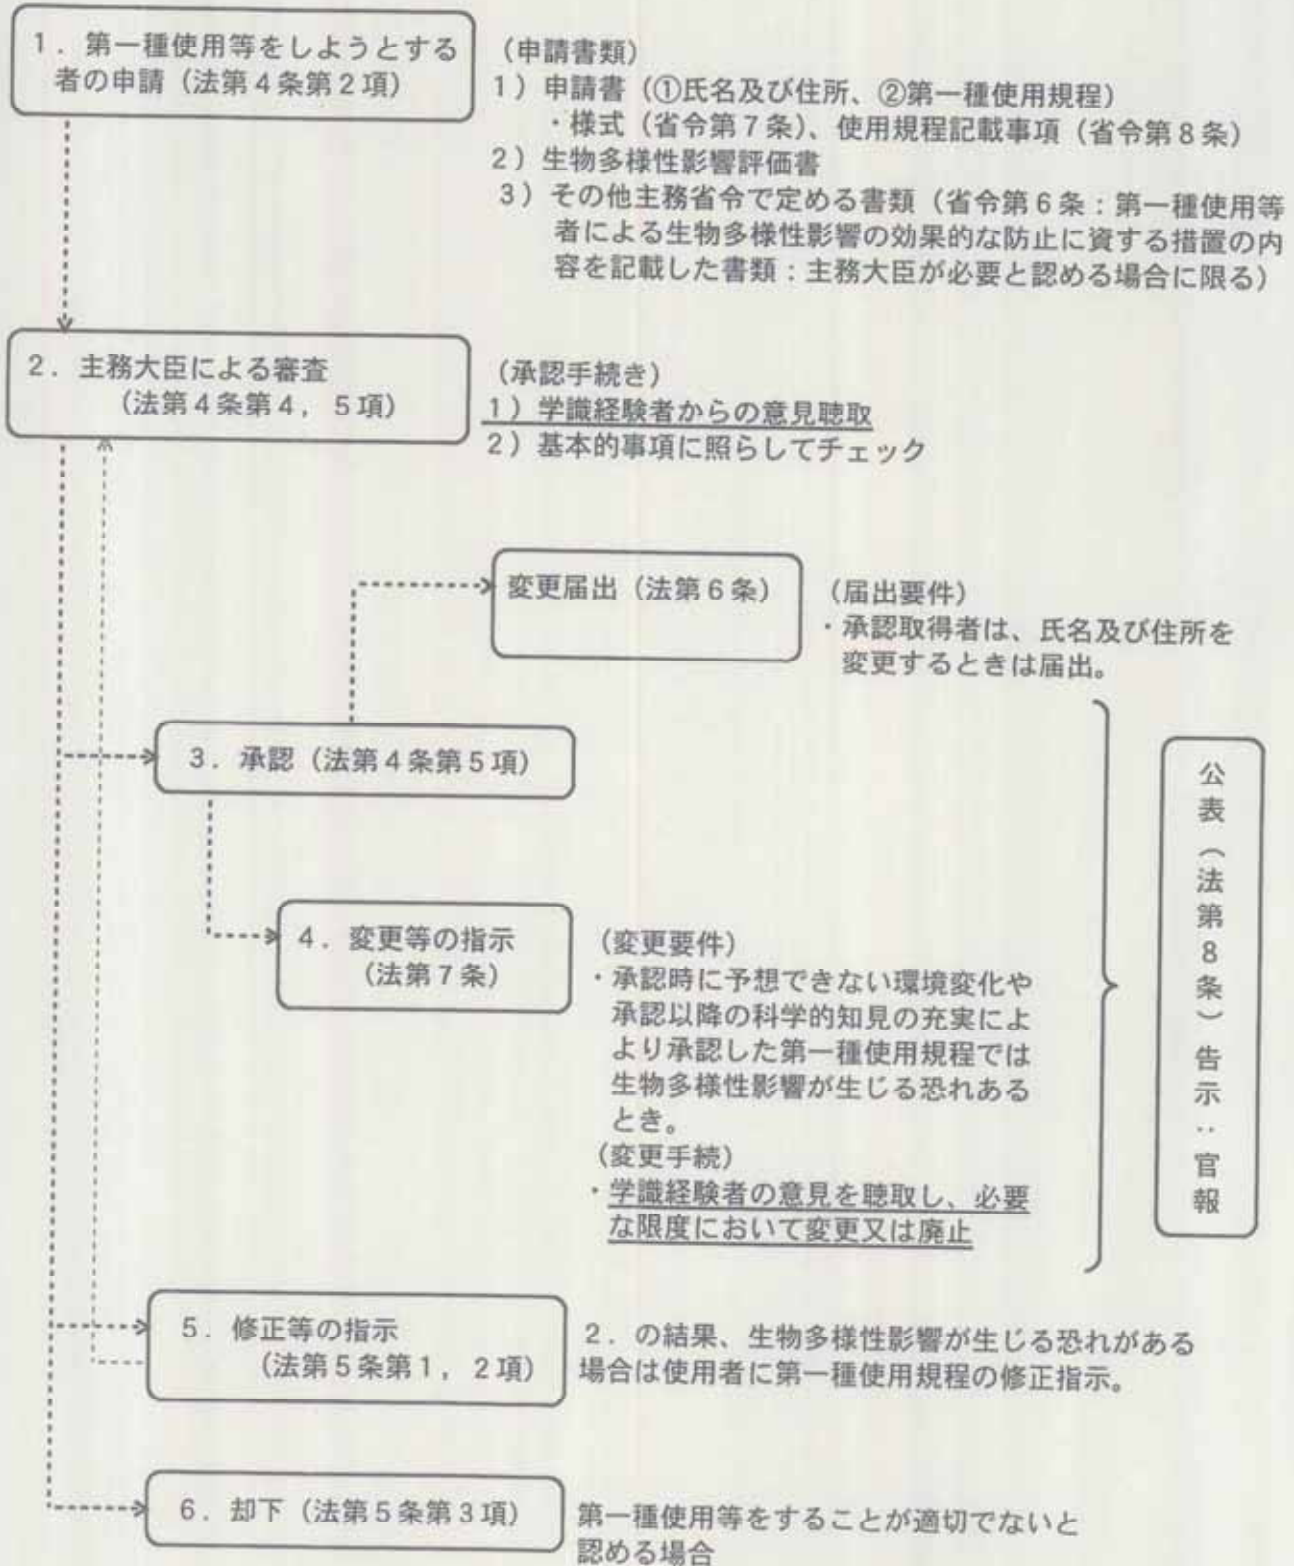 1．第一種使用等をしようとする
者の申請（法第4条第2項）
（申請書類）
1）申請書（①氏名及び住所、②第一種使用規程）
・様式（省令第7条）、使用規程記載事項（省令第8条）
2）生物多様性影響評価書
3）その他主務省令で定める書類（省令第6条：第一種使用等
者による生物多様性影響の効果的な防止に資する措置の内
容を記載した書類：主務大臣が必要と認める場合に限る）
2．主務大臣による審査
（法第4条第4，5項）
（承認手続き）
1）学識経験者からの意見聴取
2）基本的事項に照らしてチェック
変更届出（法第6条）
（届出要件）
・承認取得者は、氏名及び住所を
変更するときは届出。
3．承認（法第4条第5項）
4．変更等の指示
（法第7条）
（変更要件）
・承認時に予想できない環境変化や
承認以降の科学的知見の充実によ
より承認した第一種使用規程では
生物多様性影響が生じる恐れある
とき。
（変更手続）
・学識経験者の意見を聴取し、必要
な限度において変更又は廃止
公表（法第8条）告示：官報
5．修正等の指示
（法第5条第1，2項）
2．の結果、生物多様性影響が生じる恐れがある
場合は使用者に第一種使用規程の修正指示。
6．却下（法第5条第3項）
第一種使用等をすることが適切でないと
認める場合